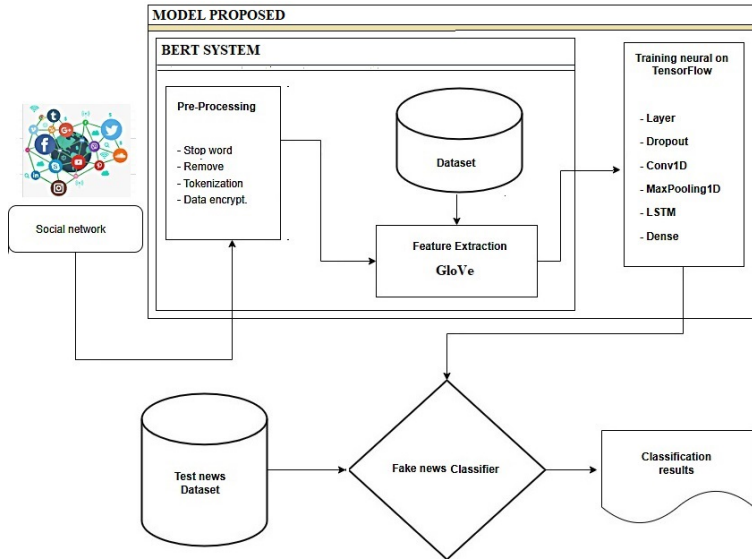 MODEL PROPOSED
BERT SYSTEM
Pre-Processing
- Stop word
- Remove
- Tokenization
- Data encrypt.
Dataset
Feature Extraction
GloVe
Training neural on
TensorFlow
- Layer
- Dropout
- Conv1D
- MaxPooling1D
- LSTM
- Dense
Social network
Test news
Dataset
Fake news Classifier
Classification
results